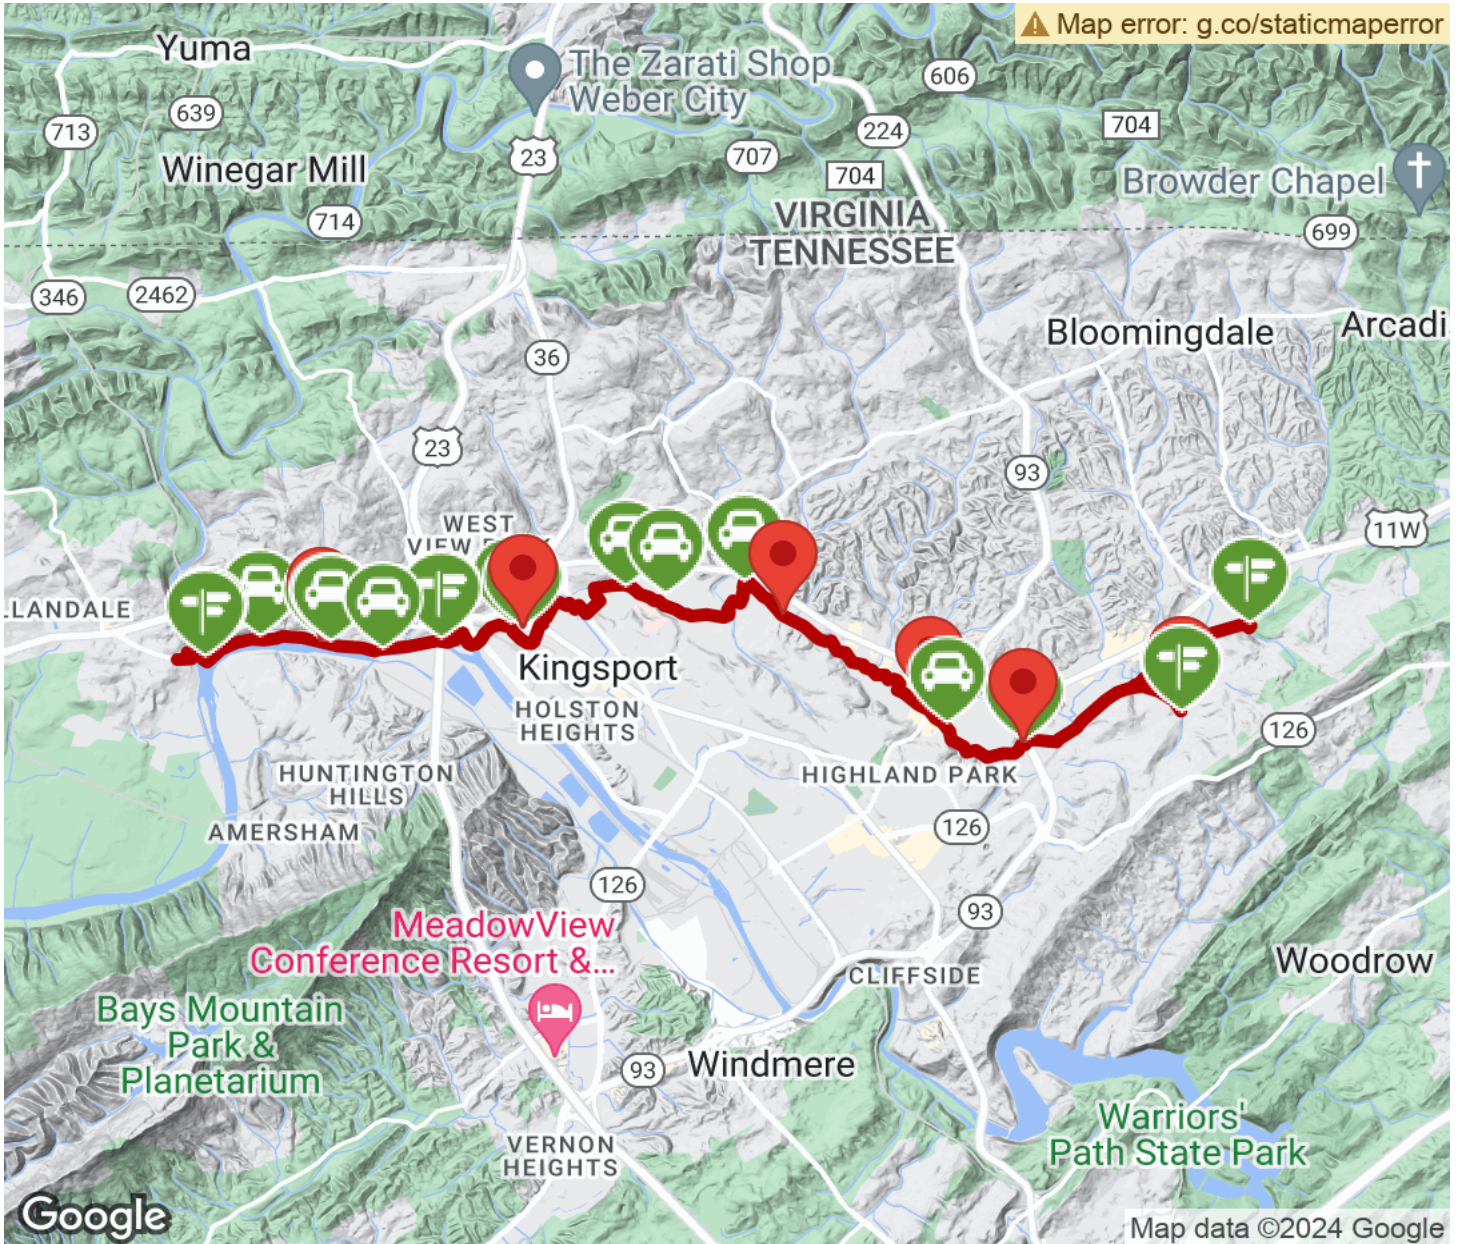 Map error: g.co/staticmaperror
Yuma
The Zarati Shop
Weber City
606
639
713
224
704
23
707
704
Winegar Mill
Browder Chapel
714
VIRGINIA
TENNESSEE
699
346
2462
Bloomingdale
Arcadi
36
23
93
WEST
11W
LLANDALE
Kingsport
HOLSTON
HEIGHTS
126
HUNTINGTON
HILLS
HIGHLAND PARK
AMERSHAM
126
126
93
MeadowView
Conference Resort &...
Woodrow
CLIFFSIDE
Bays Mountain
Park &
Planetarium
93
Windmere
Warriors'
Path State Park
VERNON
HEIGHTS
Google
Map data ©2024 Google